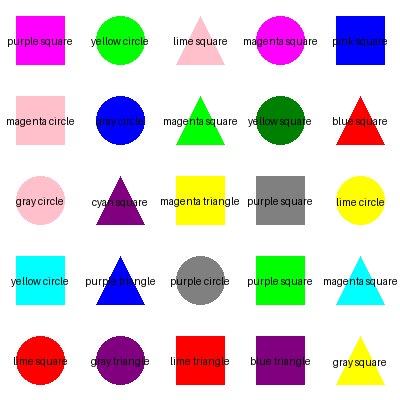 purple square yellow circle lime square magenta square pink square
magenta circle gray circle magenta square yellow square blue square
gray circle cyan square magenta triangle purple square lime circle
yellow circle purple triangle purple circle purple square magenta square
lime square gray triangle lime triangle blue triangle gray square